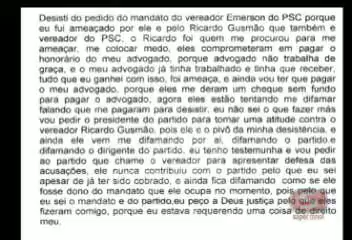 Desisti do pedido do mandato do vereador Emerson do PSC porque
eu fui ameaçado por ele e pelo Ricardo Gusmão que também e
vereador do PSC, o Ricardo foi quem me procurou para me
ameaçar, me colocar medo, eles comprometeram em pagar o
honorário do meu advogado, porque advogado não trabalha de
graça, e o meu advogado já tinha trabalhado e tinha que receber,
tudo que eu ganhei com isso, foi ameaça, e ainda vou ter que pagar
o meu advogado, porque eles me deram um cheque sem fundo
para pagar o advogado, agora eles estão tentando me difamar
falando que me pagaram para desistir, eu não sei o que fazer más
vou pedir o presidente do partido para tomar uma atitude contra o
vereador Ricardo Gusmão, pois ele e o pivô da minha desistência, e
ainda ele vem me difamando por ai, difamando o partido,e
difamando o dirigente do partido, eu tenho testemunha e vou pedir
ao partido que chame o vereador para apresentar defesa das
acusações, ele nunca contribuiu com o partido pelo que eu sei
apesar de já ter sido cobrado, e ainda fica difamando como se ele
fosse dono do mandato que ele ocupa no momento, pois pelo que
eu sei o mandato e do partido,eu peço a Deus justiça pelo que eles
fizeram comigo, porque eu estava requerendo uma coisa de direito
meu.